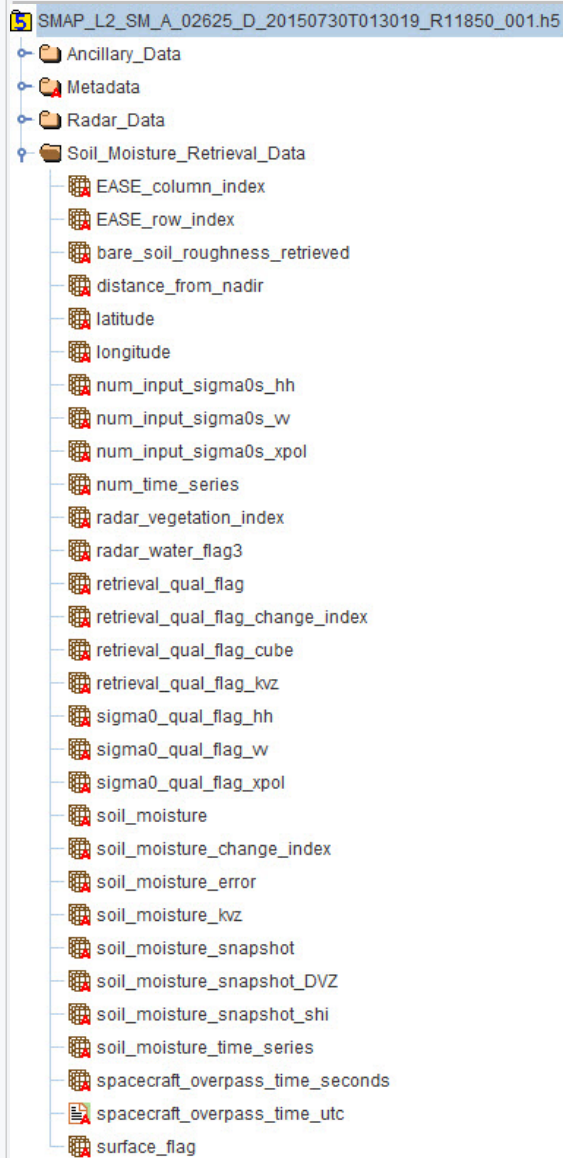 SMAP_L2_SM_A_02625_D_20150730T013019_R11850_001.h5
Ancillary_Data
Metadata
Radar_Data
Soil_Moisture_Retrieval_Data
EASE_column_index
EASE_row_index
bare_soil_roughness_retrieved
distance_from_nadir
latitude
longitude
num_input_sigma0s_hh
num_input_sigma0s_vv
num_input_sigma0s_xpol
num_time_series
radar_vegetation_index
radar_water_flag3
retrieval_qual_flag
retrieval_qual_flag_change_index
retrieval_qual_flag_cube
retrieval_qual_flag_kvz
sigma0_qual_flag_hh
sigma0_qual_flag_vv
sigma0_qual_flag_xpol
soil_moisture
soil_moisture_change_index
soil_moisture_error
soil_moisture_kvz
soil_moisture_snapshot
soil_moisture_snapshot_DVZ
soil_moisture_snapshot_shi
soil_moisture_time_series
spacecraft_overpass_time_seconds
spacecraft_overpass_time_utc
surface_flag